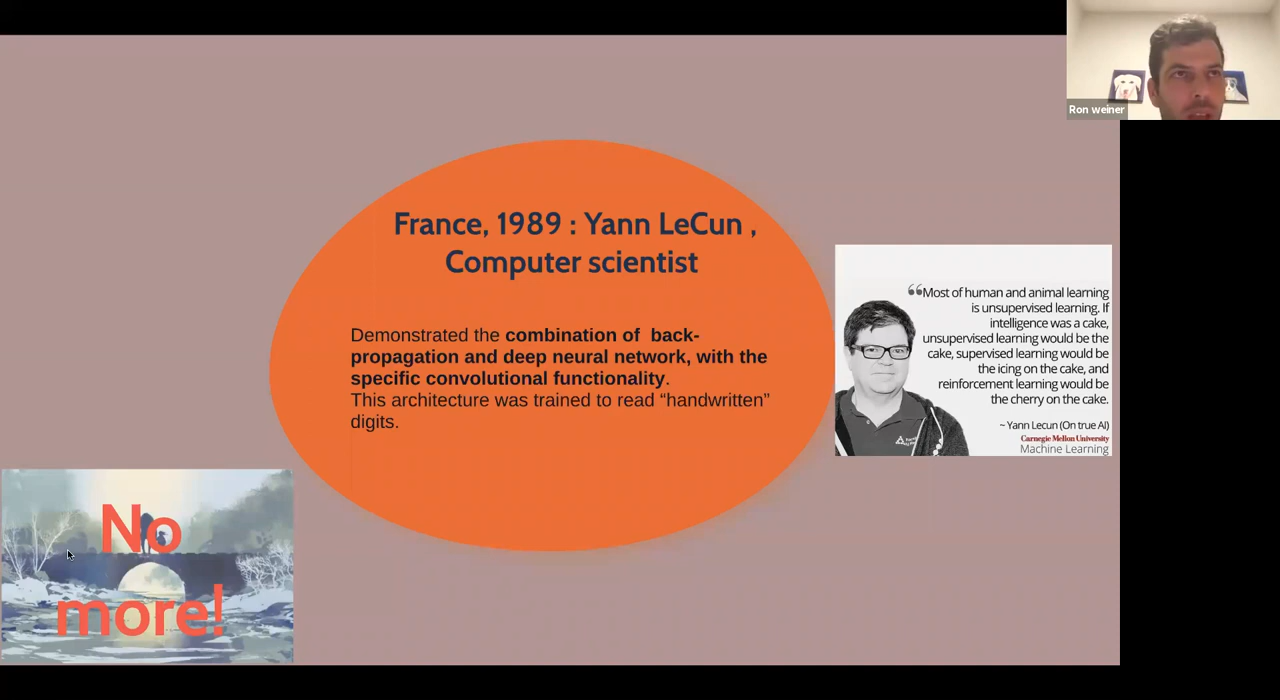 Ron weiner
France, 1989 : Yann LeCun ,
Computer scientist
Demonstrated the combination of  back-
propagation and deep neural network, with the
specific convolutional functionality.
This architecture was trained to read “handwritten”
digits.
“Most of human and animal learning
is unsupervised learning. If
intelligence was a cake,
unsupervised learning would be the
cake, supervised learning would be
the icing on the cake, and
reinforcement learning would be
the cherry on the cake.
~ Yann Lecun (On true AI)
Carnegie Mellon University
Machine Learning
No
more!